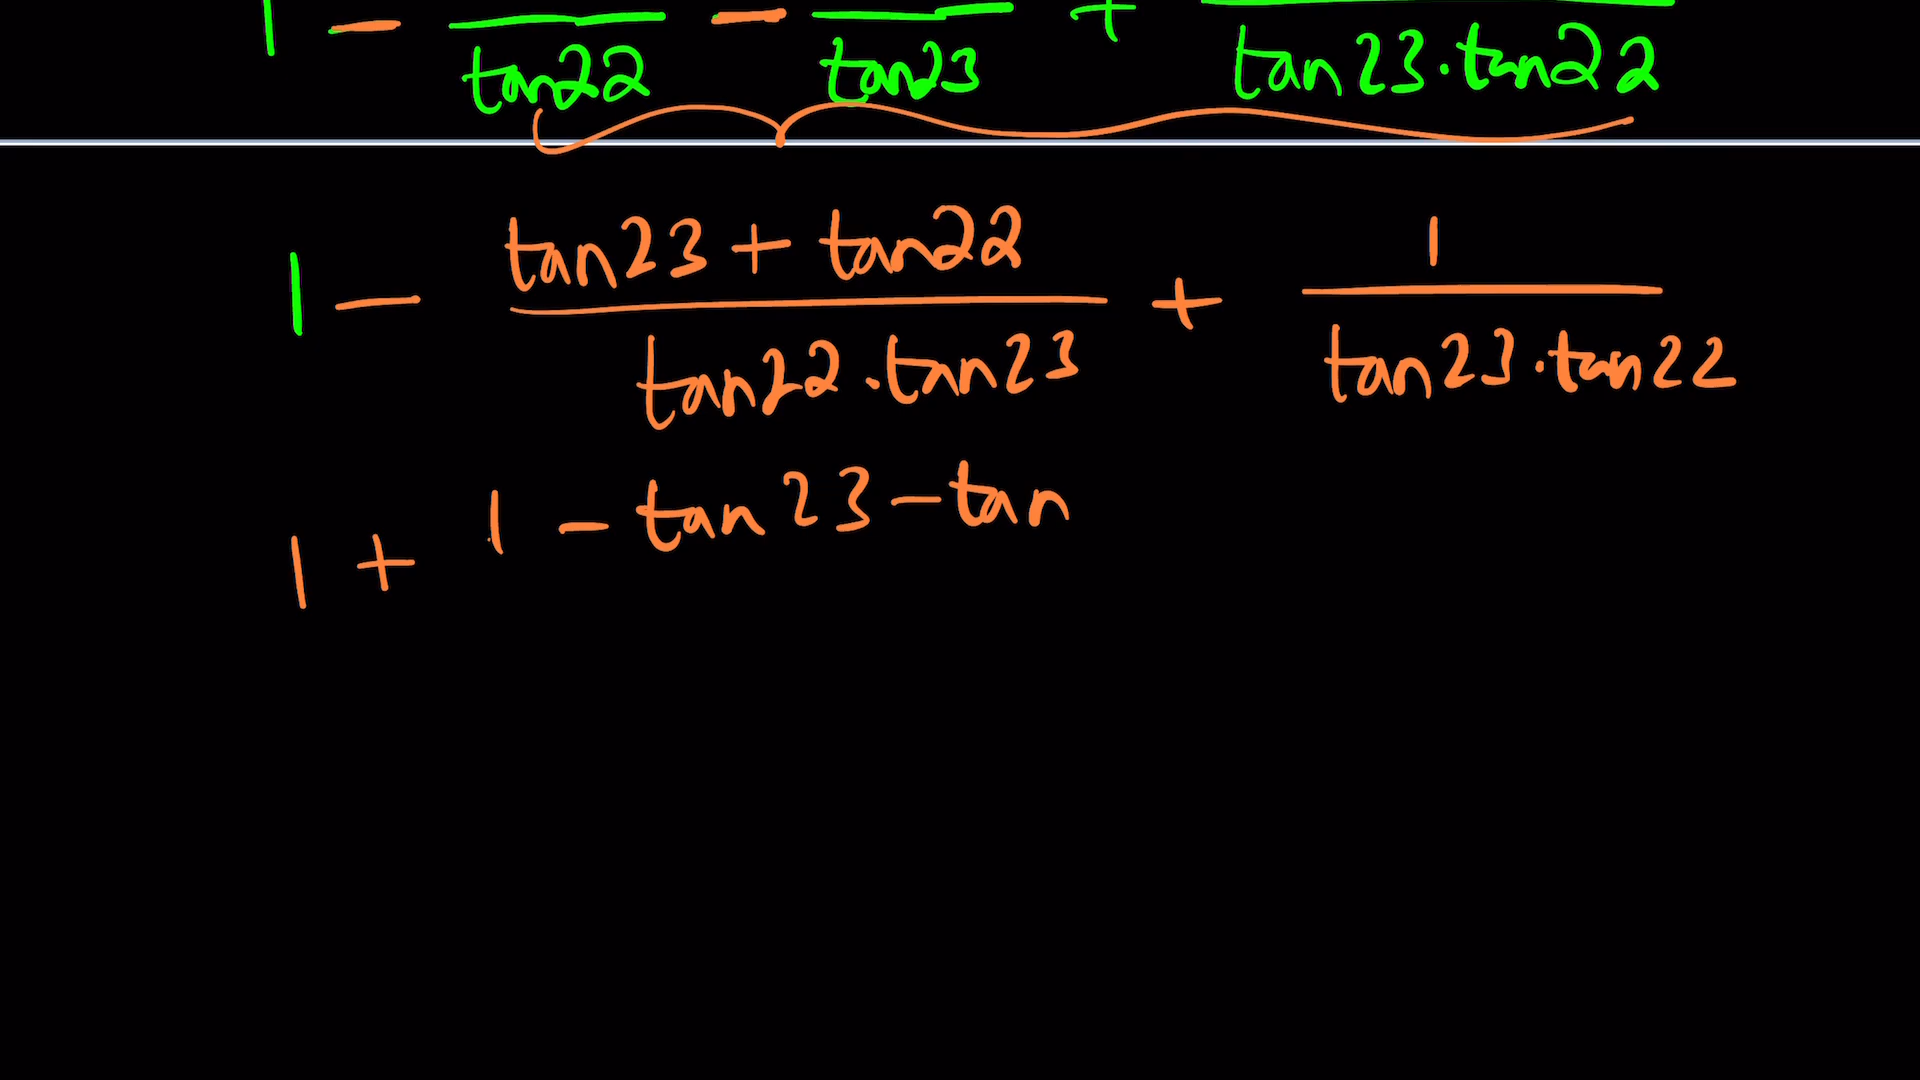 1 - — - — + —
tan22 tan23 tan23·tan22
tan23 + tan22 1
1 - — + —
tan22·tan23 tan23·tan22
1 + 1 - tan23 - tan